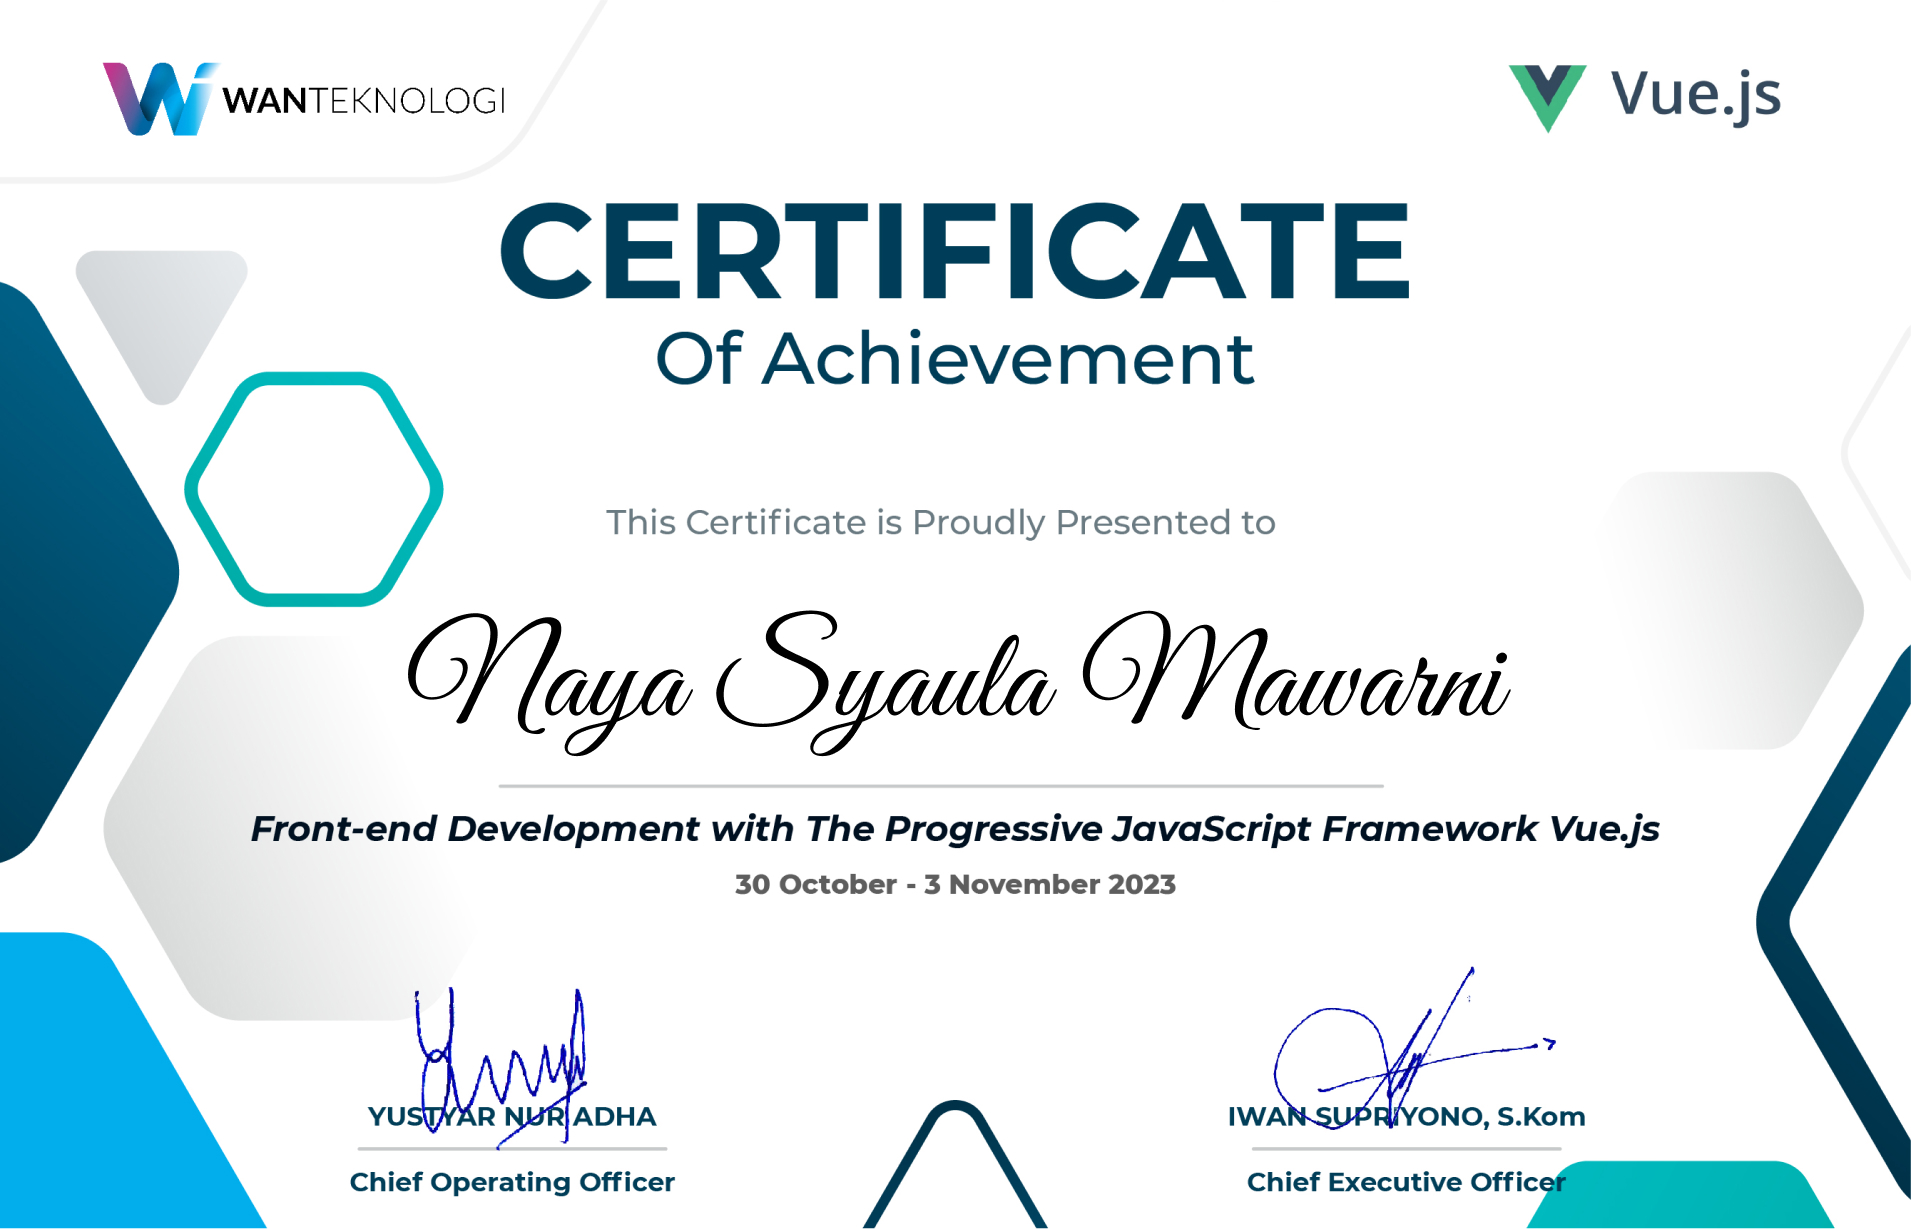 WANTEKNOLOGI
Vue.js
CERTIFICATE
Of Achievement
This Certificate is Proudly Presented to
Naya Syaula Mawarni
Front-end Development with The Progressive JavaScript Framework Vue.js
30 October - 3 November 2023
YUSTYAR NUR ADHA
Chief Operating Officer
IWAN SUPRIYONO, S.Kom
Chief Executive Officer